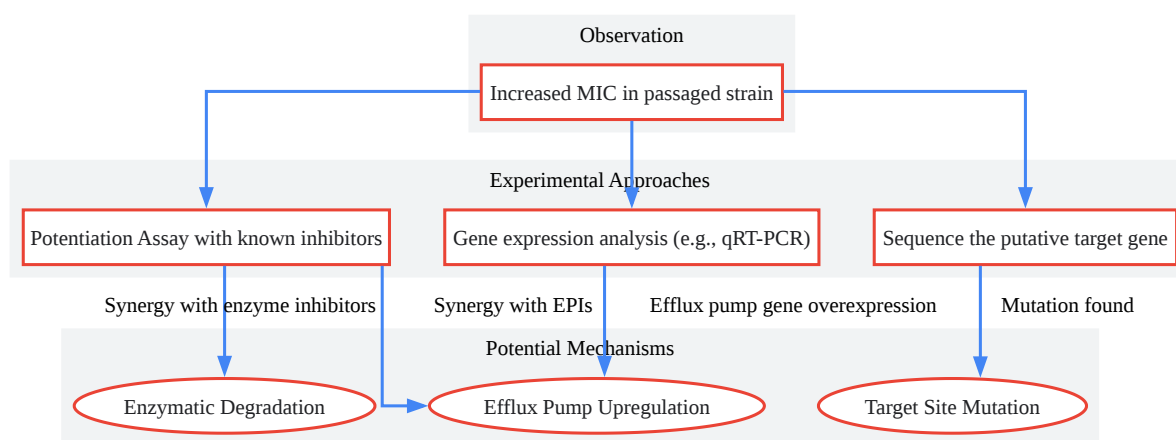 Observation
Increased MIC in passaged strain
Experimental Approaches
Potentiation Assay with known inhibitors
Gene expression analysis (e.g., qRT-PCR)
Sequence the putative target gene
Synergy with enzyme inhibitors
Synergy with EPIs
Efflux pump gene overexpression
Mutation found
Potential Mechanisms
Enzymatic Degradation
Efflux Pump Upregulation
Target Site Mutation